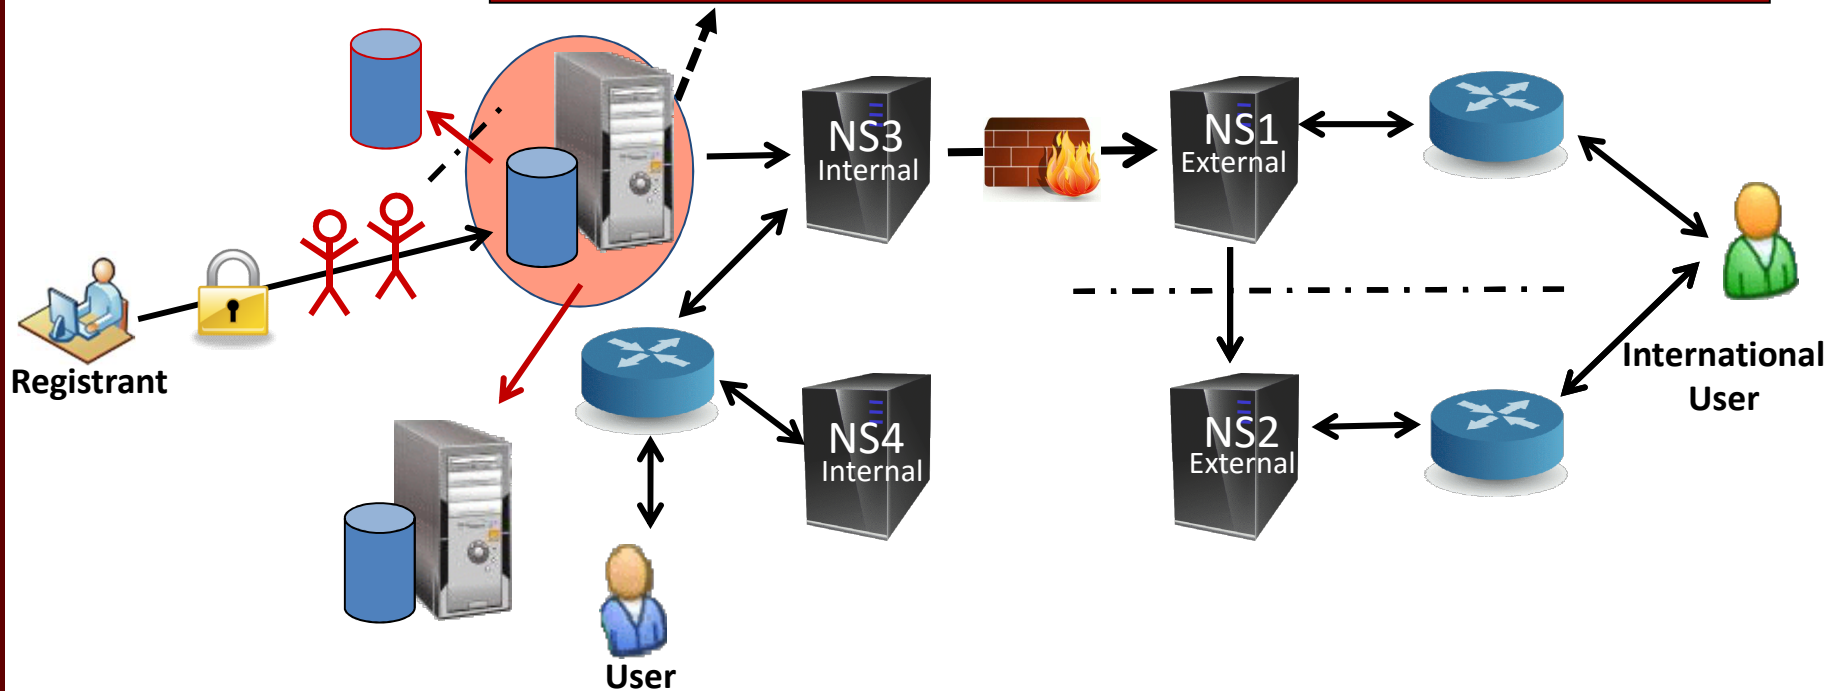 NS3
Internal
NS1
External
Registrant
International
User
NS4
Internal
NS2
External
User